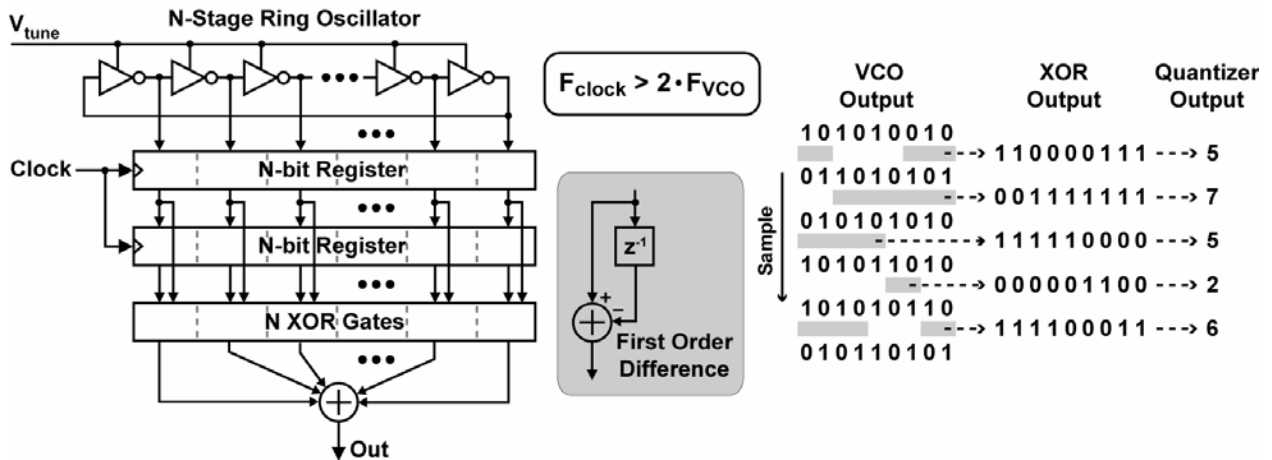 N-Stage Ring Oscillator
V_tune
F_clock > 2·F_VCO
Clock
N-bit Register
N-bit Register
N XOR Gates
Out
z⁻¹
+
−
First Order
Difference
VCO
Output
XOR
Output
Quantizer
Output
Sample
1 0 1 0 1 0 0 1 0
1 1 0 0 0 0 1 1 1 5
0 1 1 0 1 0 1 0 1
0 0 1 1 1 1 1 1 1 7
0 1 0 1 0 1 0 1 0
1 1 1 1 1 0 0 0 0 5
1 0 1 0 1 1 0 1 0
0 0 0 0 0 1 1 0 0 2
1 0 1 0 1 0 1 1 0
1 1 1 1 0 0 0 1 1 6
0 1 0 1 1 0 1 0 1